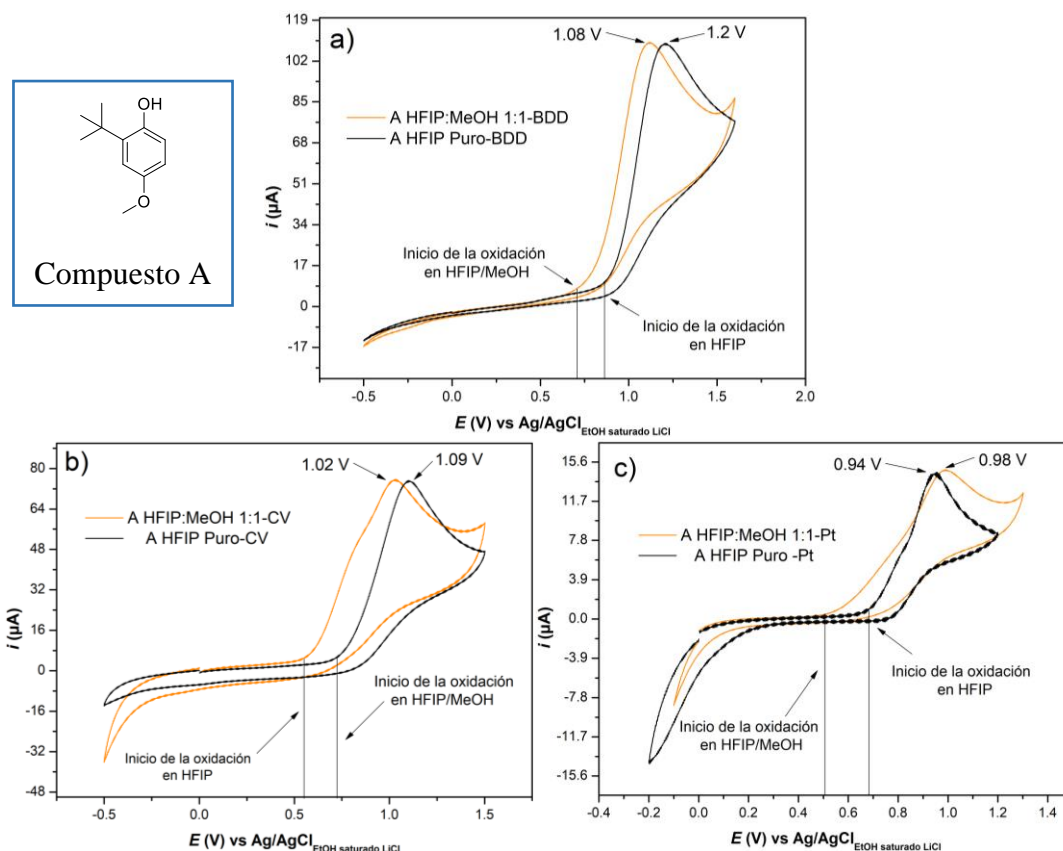 OH
O
Compuesto A
a)
1.08 V
1.2 V
A HFIP:MeOH 1:1-BDD
A HFIP Puro-BDD
Inicio de la oxidación
en HFIP/MeOH
Inicio de la oxidación
en HFIP
119
102
85
68
51
34
17
0
-17
i (µA)
-0.5
0.0
0.5
1.0
1.5
2.0
E (V) vs Ag/AgCl EtOH saturado LiCl
b)
1.02 V
1.09 V
A HFIP:MeOH 1:1-CV
A HFIP Puro-CV
Inicio de la oxidación
en HFIP/MeOH
Inicio de la oxidación
en HFIP
80
64
48
32
16
0
-16
-32
-48
i (µA)
-0.5
0.0
0.5
1.0
1.5
E (V) vs Ag/AgCl EtOH saturado LiCl
c)
0.94 V
0.98 V
A HFIP:MeOH 1:1-Pt
A HFIP Puro -Pt
Inicio de la oxidación
en HFIP
Inicio de la oxidación
en HFIP/MeOH
15.6
11.7
7.8
3.9
0.0
-3.9
-7.8
-11.7
-15.6
i (µA)
-0.4
-0.2
0.0
0.2
0.4
0.6
0.8
1.0
1.2
1.4
E (V) vs Ag/AgCl EtOH saturado LiCl